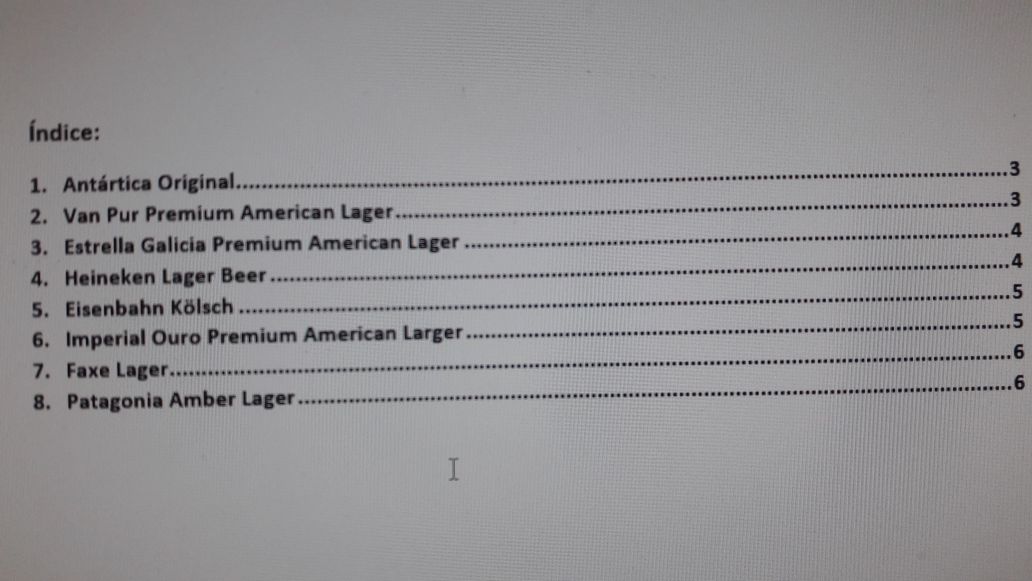 Índice:
1. Antártica Original.....3
2. Van Pur Premium American Lager.....3
3. Estrella Galicia Premium American Lager.....4
4. Heineken Lager Beer.....4
5. Eisenbahn Kölsch.....5
6. Imperial Ouro Premium American Larger.....5
7. Faxe Lager.....6
8. Patagonia Amber Lager.....6